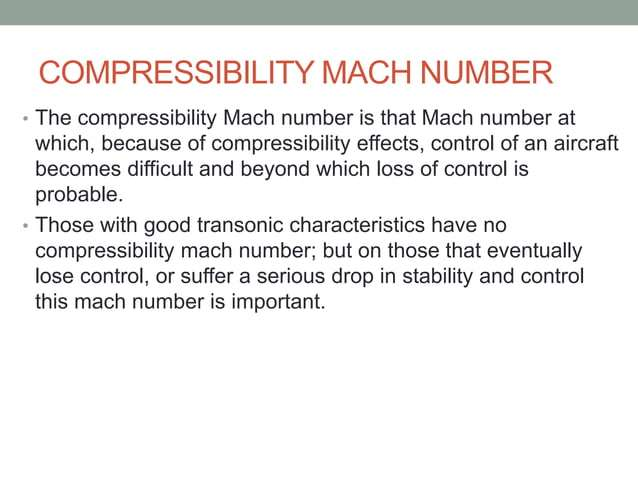 COMPRESSIBILITY MACH NUMBER
• The compressibility Mach number is that Mach number at
which, because of compressibility effects, control of an aircraft
becomes difficult and beyond which loss of control is
probable.
• Those with good transonic characteristics have no
compressibility mach number; but on those that eventually
lose control, or suffer a serious drop in stability and control
this mach number is important.